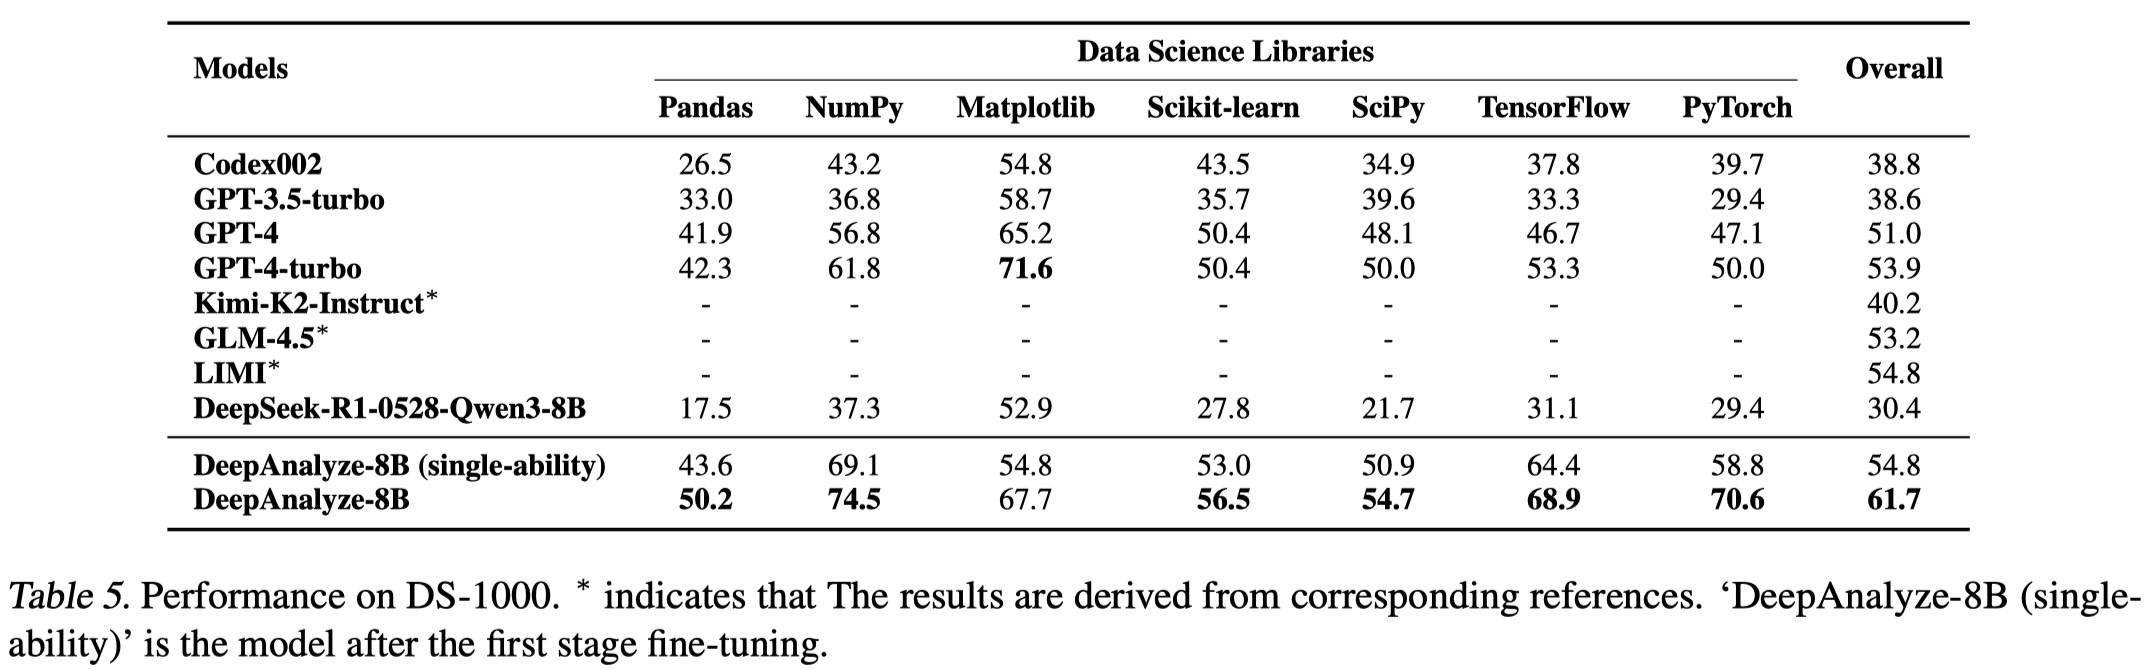 Models Data Science Libraries Overall
Pandas NumPy Matplotlib Scikit-learn SciPy TensorFlow PyTorch
Codex002 26.5 43.2 54.8 43.5 34.9 37.8 39.7 38.8
GPT-3.5-turbo 33.0 36.8 58.7 35.7 39.6 33.3 29.4 38.6
GPT-4 41.9 56.8 65.2 50.4 48.1 46.7 47.1 51.0
GPT-4-turbo 42.3 61.8 71.6 50.4 50.0 53.3 50.0 53.9
Kimi-K2-Instruct* - - - - - - - 40.2
GLM-4.5* - - - - - - - 53.2
LIMI* - - - - - - - 54.8
DeepSeek-R1-0528-Qwen3-8B 17.5 37.3 52.9 27.8 21.7 31.1 29.4 30.4
DeepAnalyze-8B (single-ability) 43.6 69.1 54.8 53.0 50.9 64.4 58.8 54.8
DeepAnalyze-8B 50.2 74.5 67.7 56.5 54.7 68.9 70.6 61.7
Table 5. Performance on DS-1000. * indicates that The results are derived from corresponding references. ‘DeepAnalyze-8B (single-
ability)’ is the model after the first stage fine-tuning.